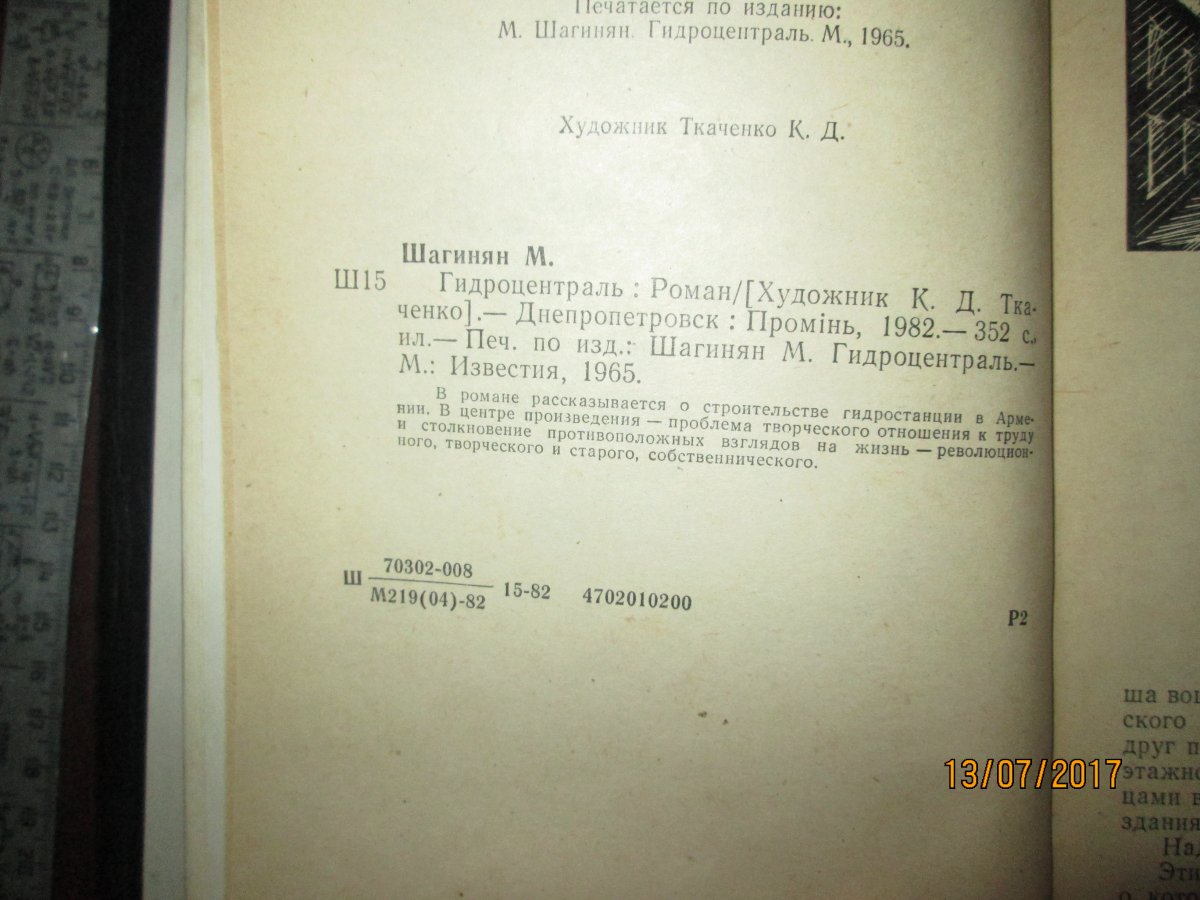 Печатается по изданию:
М. Шагинян. Гидроцентраль. М., 1965.
Художник Ткаченко К. Д.
Шагинян М.
Ш15 Гидроцентраль : Роман/[Художник К. Д. Тка-
ченко].— Днепропетровск : Промінь, 1982.— 352 с.,
ил.— Печ. по изд.: Шагинян М. Гидроцентраль.—
М.: Известия, 1965.
В романе рассказывается о строительстве гидростанции в Арме-
нии. В центре произведения — проблема творческого отношения к труду
и столкновение противоположных взглядов на жизнь — революцион-
ного, творческого и старого, собственнического.
Ш 70302-008 15-82 4702010200
М219(04)-82
Р2
ша
ского
друг
цами
здания
13/07/2017